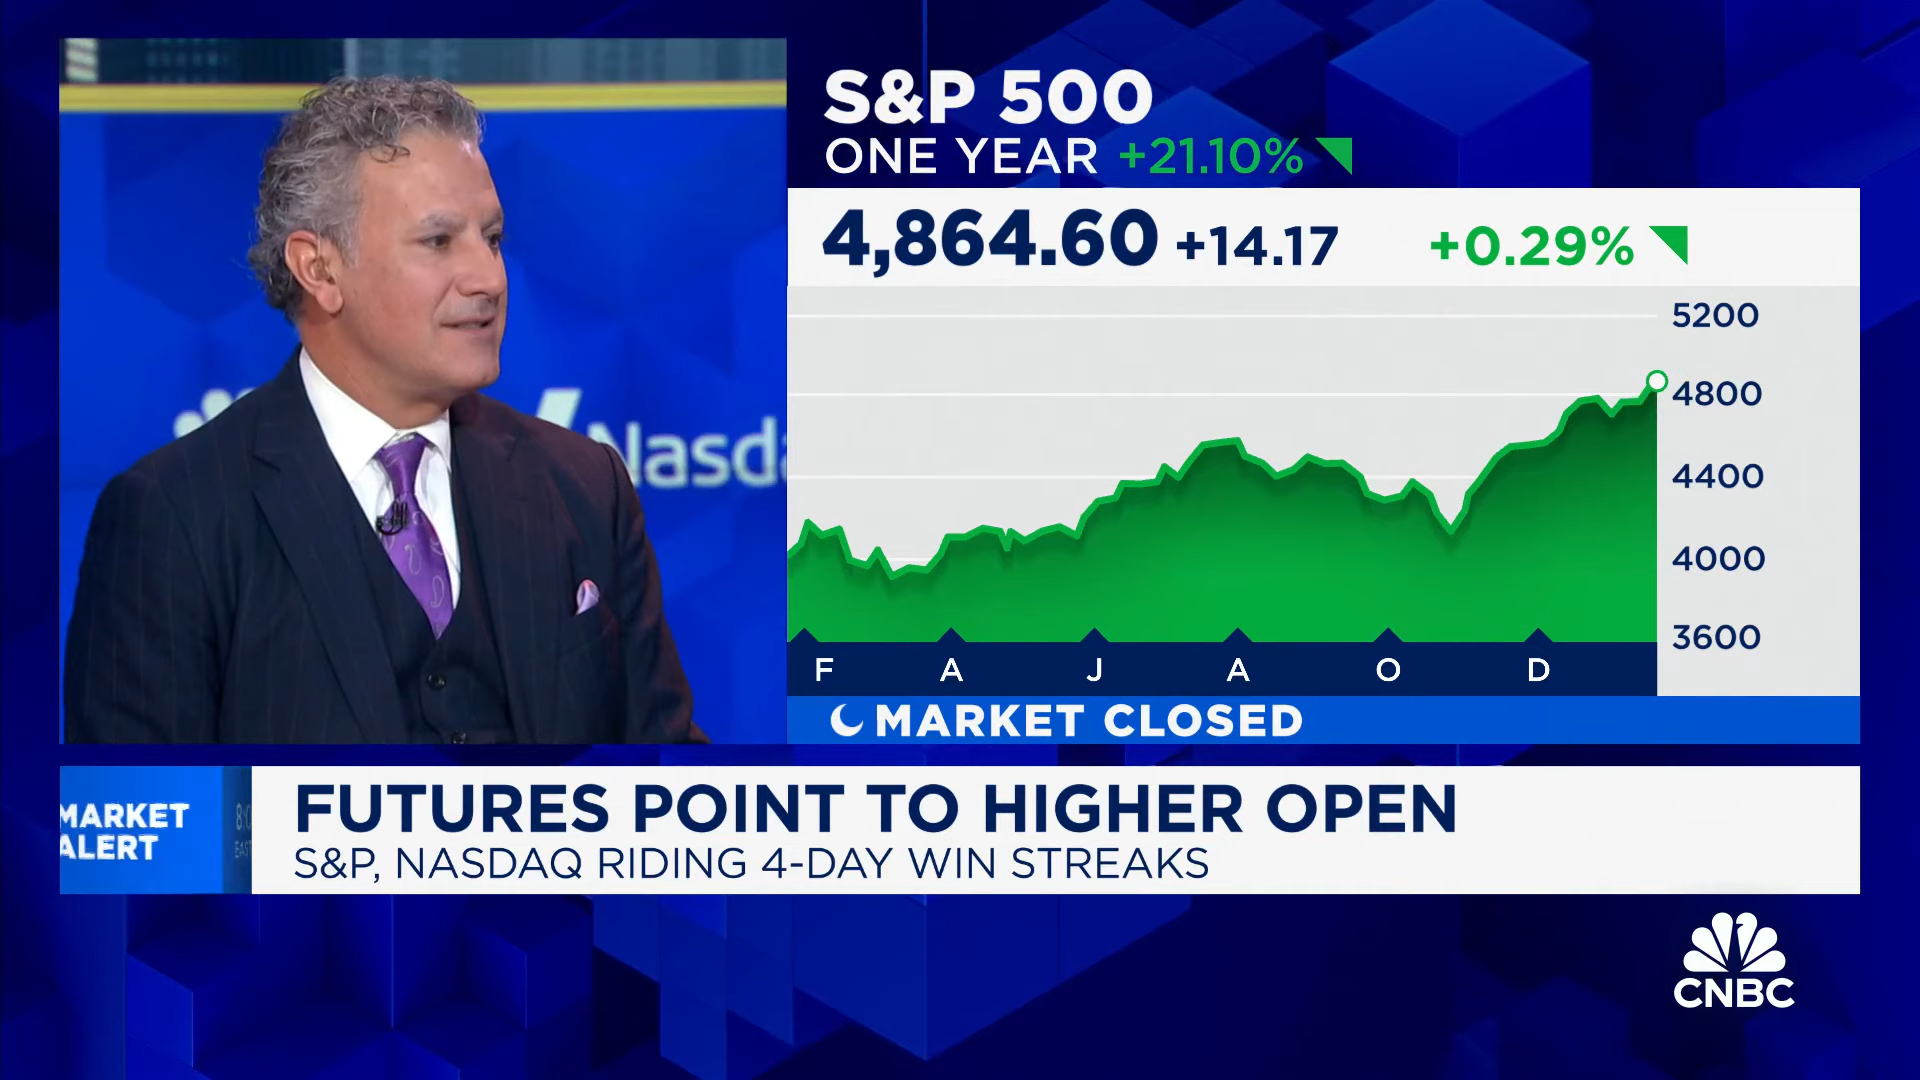 S&P 500
ONE YEAR +21.10%
4,864.60 +14.17 +0.29%
5200
4800
4400
4000
3600
F A J A O D
MARKET CLOSED
Nasda
MARKET ALERT
FUTURES POINT TO HIGHER OPEN
S&P, NASDAQ RIDING 4-DAY WIN STREAKS
CNBC